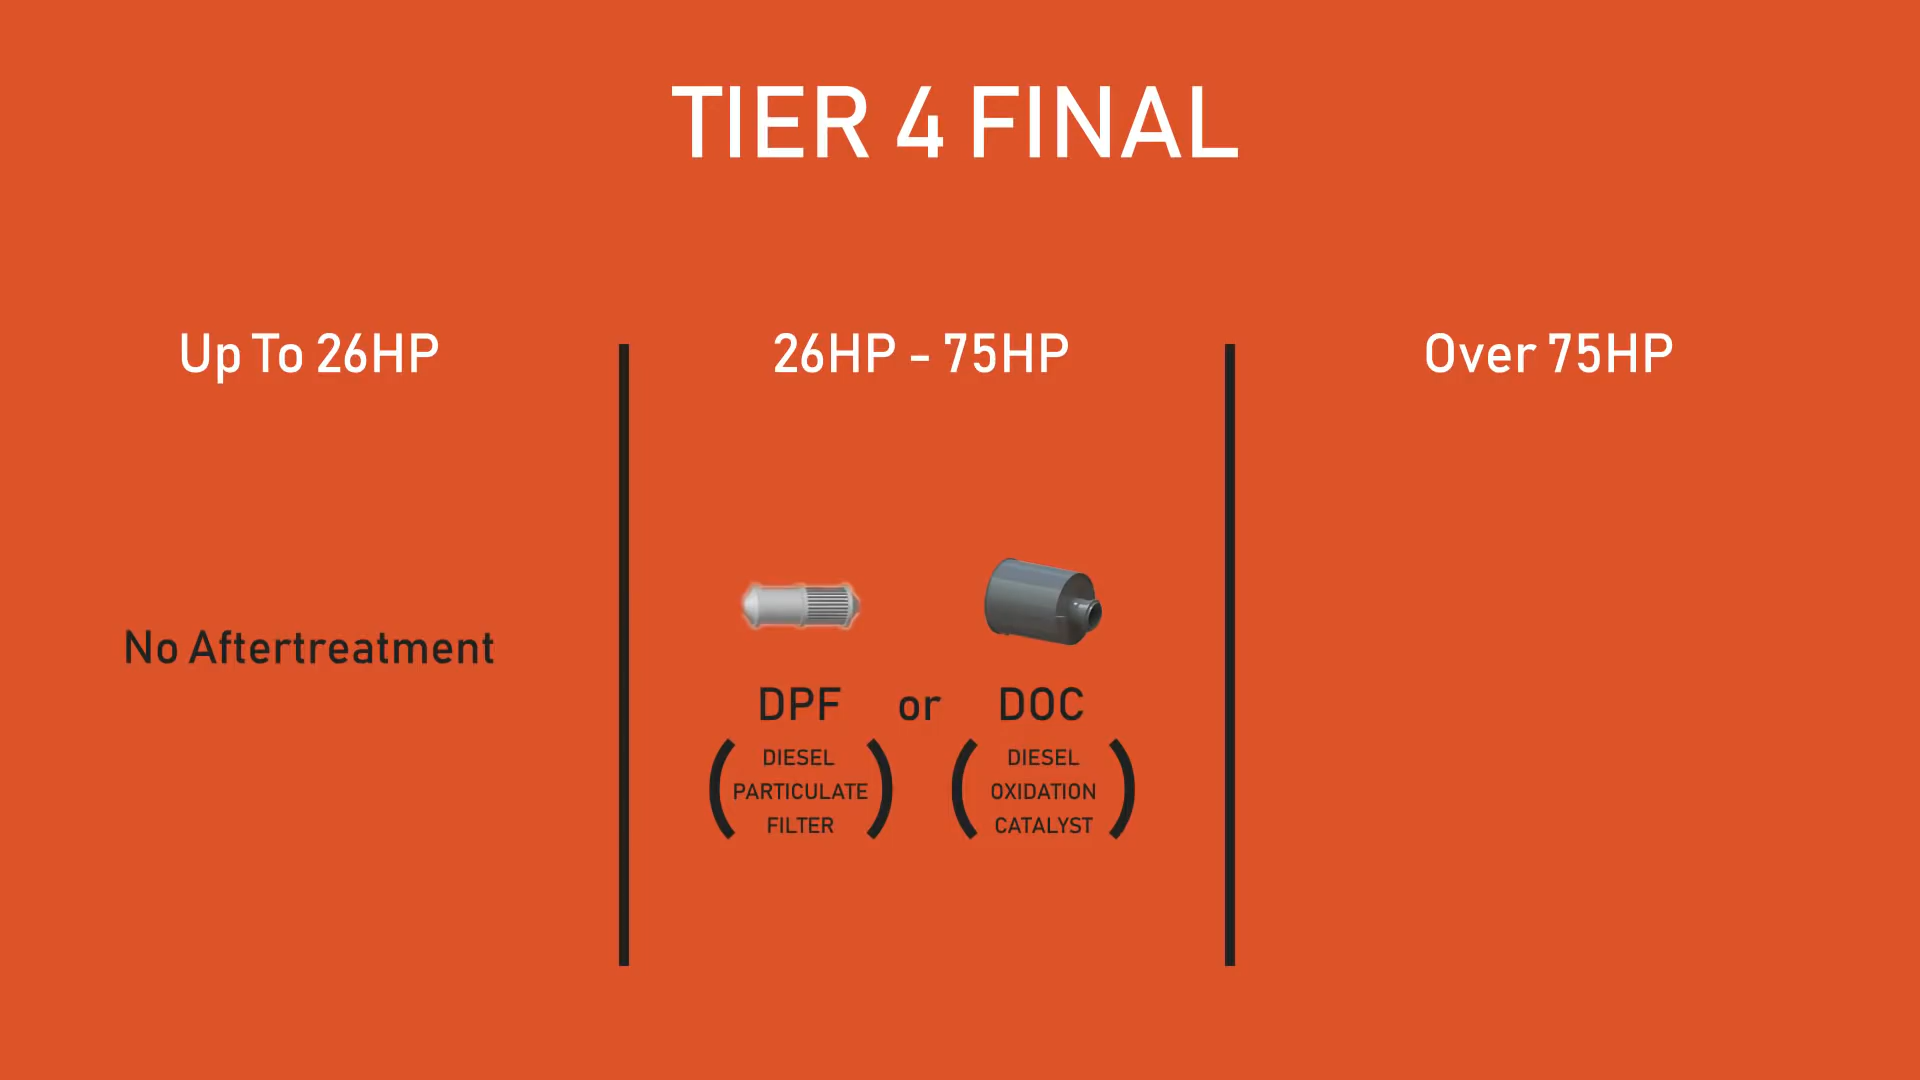 TIER 4 FINAL
Up To 26HP
No Aftertreatment
26HP - 75HP
DPF or DOC
(DIESEL PARTICULATE FILTER)
(DIESEL OXIDATION CATALYST)
Over 75HP